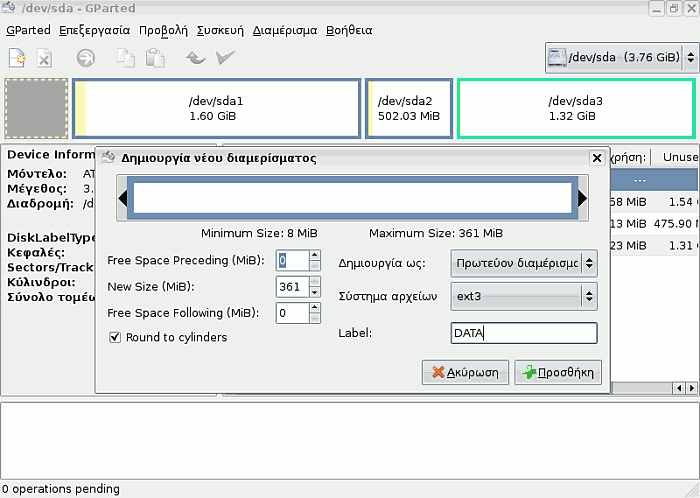 /dev/sda - GParted
GParted Επεξεργασία Προβολή Συσκευή Διαμέρισμα Βοήθεια
/dev/sda (3.76 GiB)
/dev/sda1
1.60 GiB
/dev/sda2
502.03 MiB
/dev/sda3
1.32 GiB
Device Inform
Μοντέλο: AT
Μέγεθος: 3.
Διαδρομή: /d
DiskLabelType
Κεφαλές:
Sectors/Track
Κύλινδροι:
Σύνολο τομέω
χρήση: Unuse
---
58 MiB 1.54
13 MiB 475.90
23 MiB 1.31
Δημιουργία νέου διαμερίσματος
Minimum Size: 8 MiB Maximum Size: 361 MiB
Free Space Preceding (MiB): 0
New Size (MiB): 361
Free Space Following (MiB): 0
Round to cylinders
Δημιουργία ως: Πρωτεύον διαμέρισμα
Σύστημα αρχείων ext3
Label: DATA
Ακύρωση Προσθήκη
0 operations pending